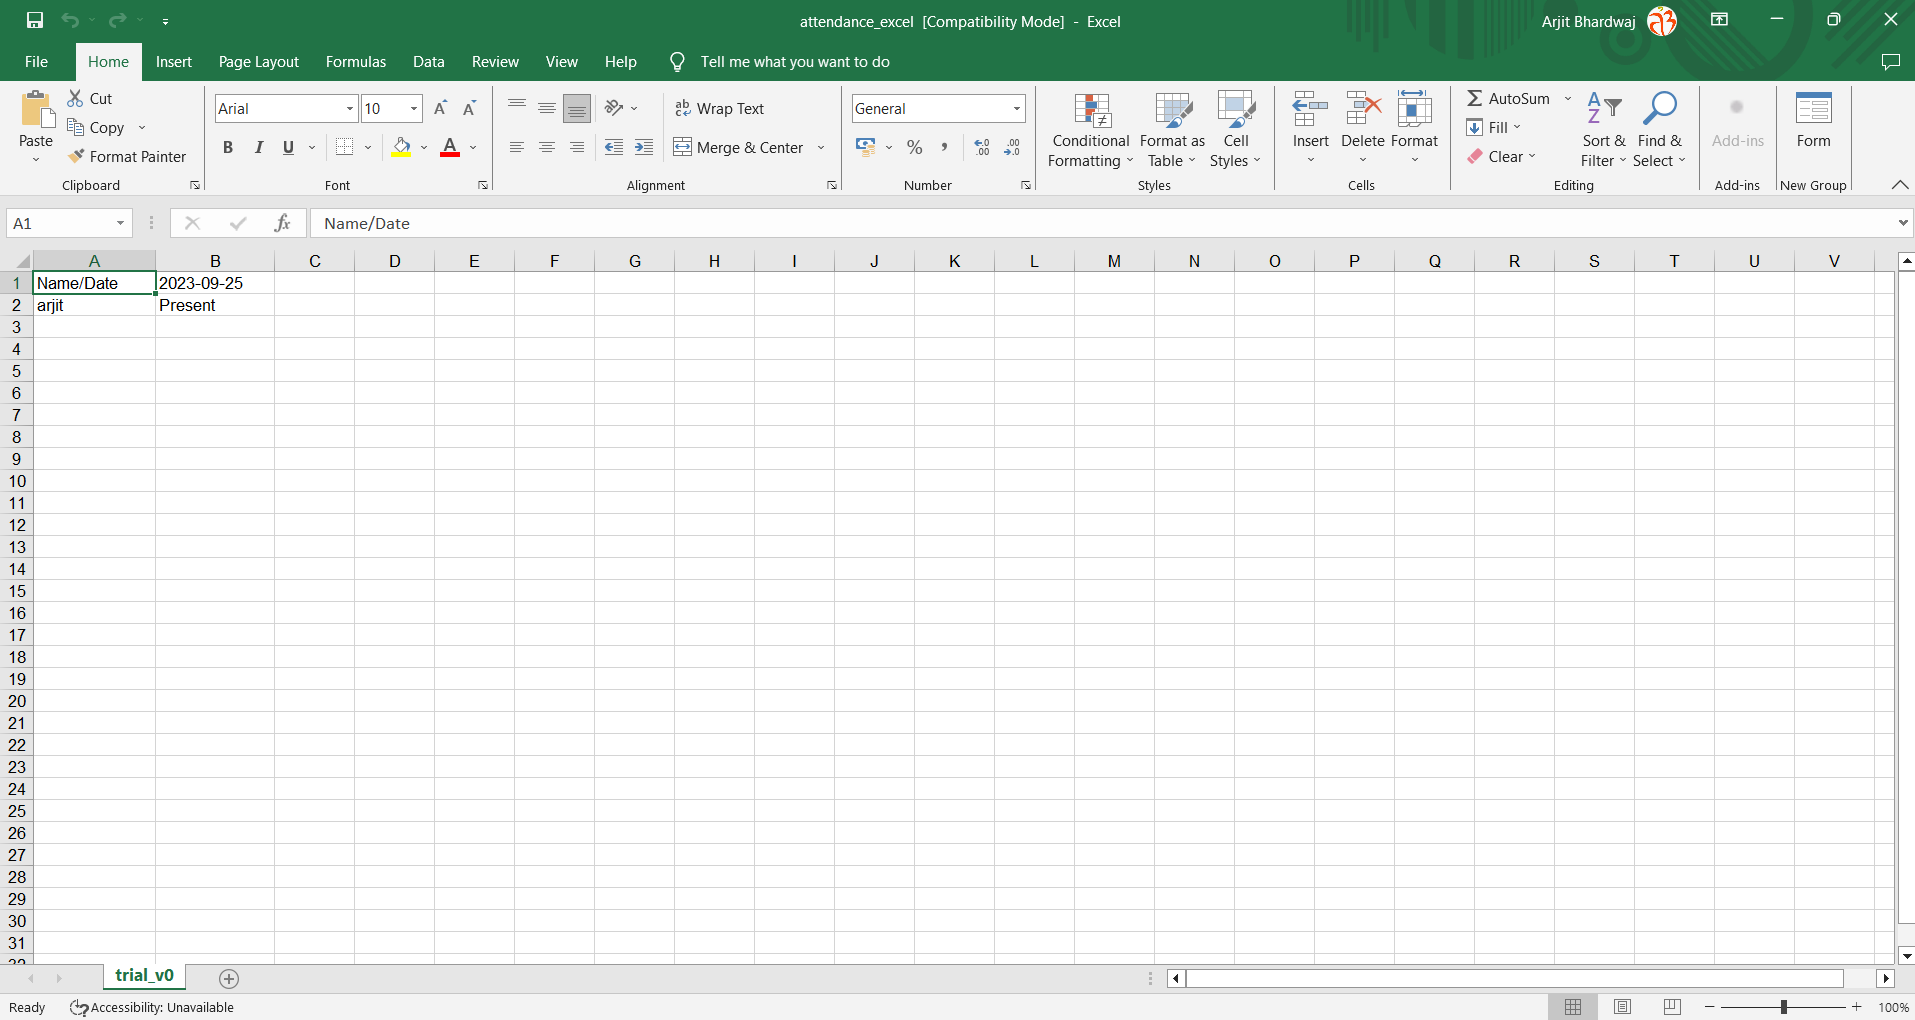 attendance_excel [Compatibility Mode] - Excel
Arjit Bhardwaj
File Home Insert Page Layout Formulas Data Review View Help Tell me what you want to do
Paste
Cut
Copy
Format Painter
Clipboard
Arial 10
B I U
Font
Wrap Text
Merge & Center
Alignment
General
Number
Conditional
Formatting
Format as
Table
Cell
Styles
Styles
Insert Delete Format
Cells
AutoSum
Fill
Clear
Sort &
Filter
Find &
Select
Editing
Add-ins
Add-ins
Form
New Group
A1
fx
Name/Date
A B C D E F G H I J K L M N O P Q R S T U V
1 Name/Date 2023-09-25
2 arjit Present
3
4
5
6
7
8
9
10
11
12
13
14
15
16
17
18
19
20
21
22
23
24
25
26
27
28
29
30
31
trial_v0
Ready
Accessibility: Unavailable
100%